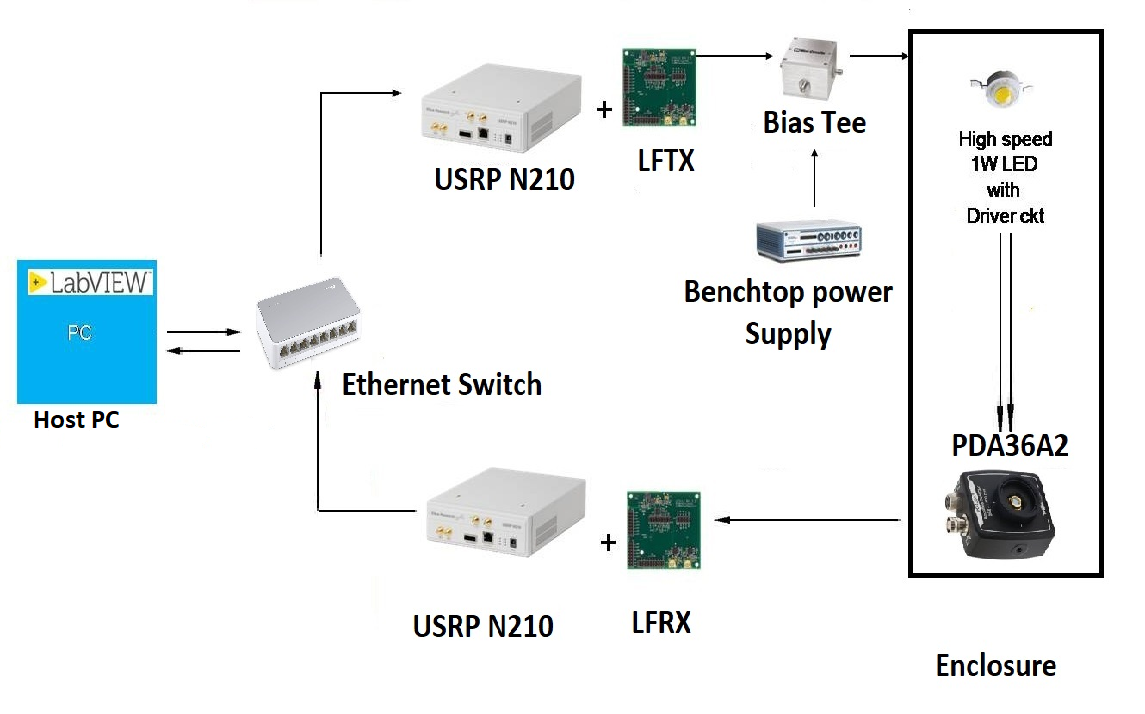 USRP N210
+
LFTX
Bias Tee
High speed
1W LED
with
Driver ckt
Benchtop power
Supply
LabVIEW
PC
Host PC
Ethernet Switch
PDA36A2
USRP N210
+
LFRX
Enclosure